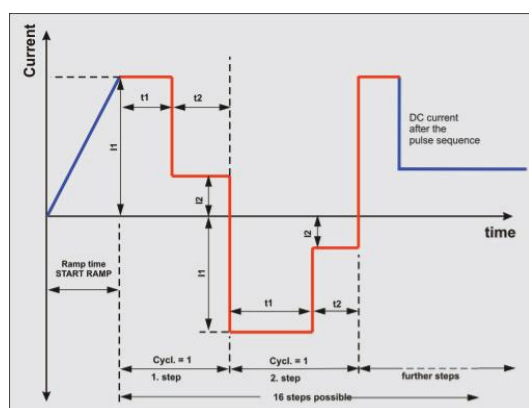 Current
t1
t2
I1
I2
DC current
after the
pulse sequence
I2
time
Ramp time
START RAMP
I1
t1
t2
Cycl. = 1
Cycl. = 1
1. step
2. step
further steps
16 steps possible